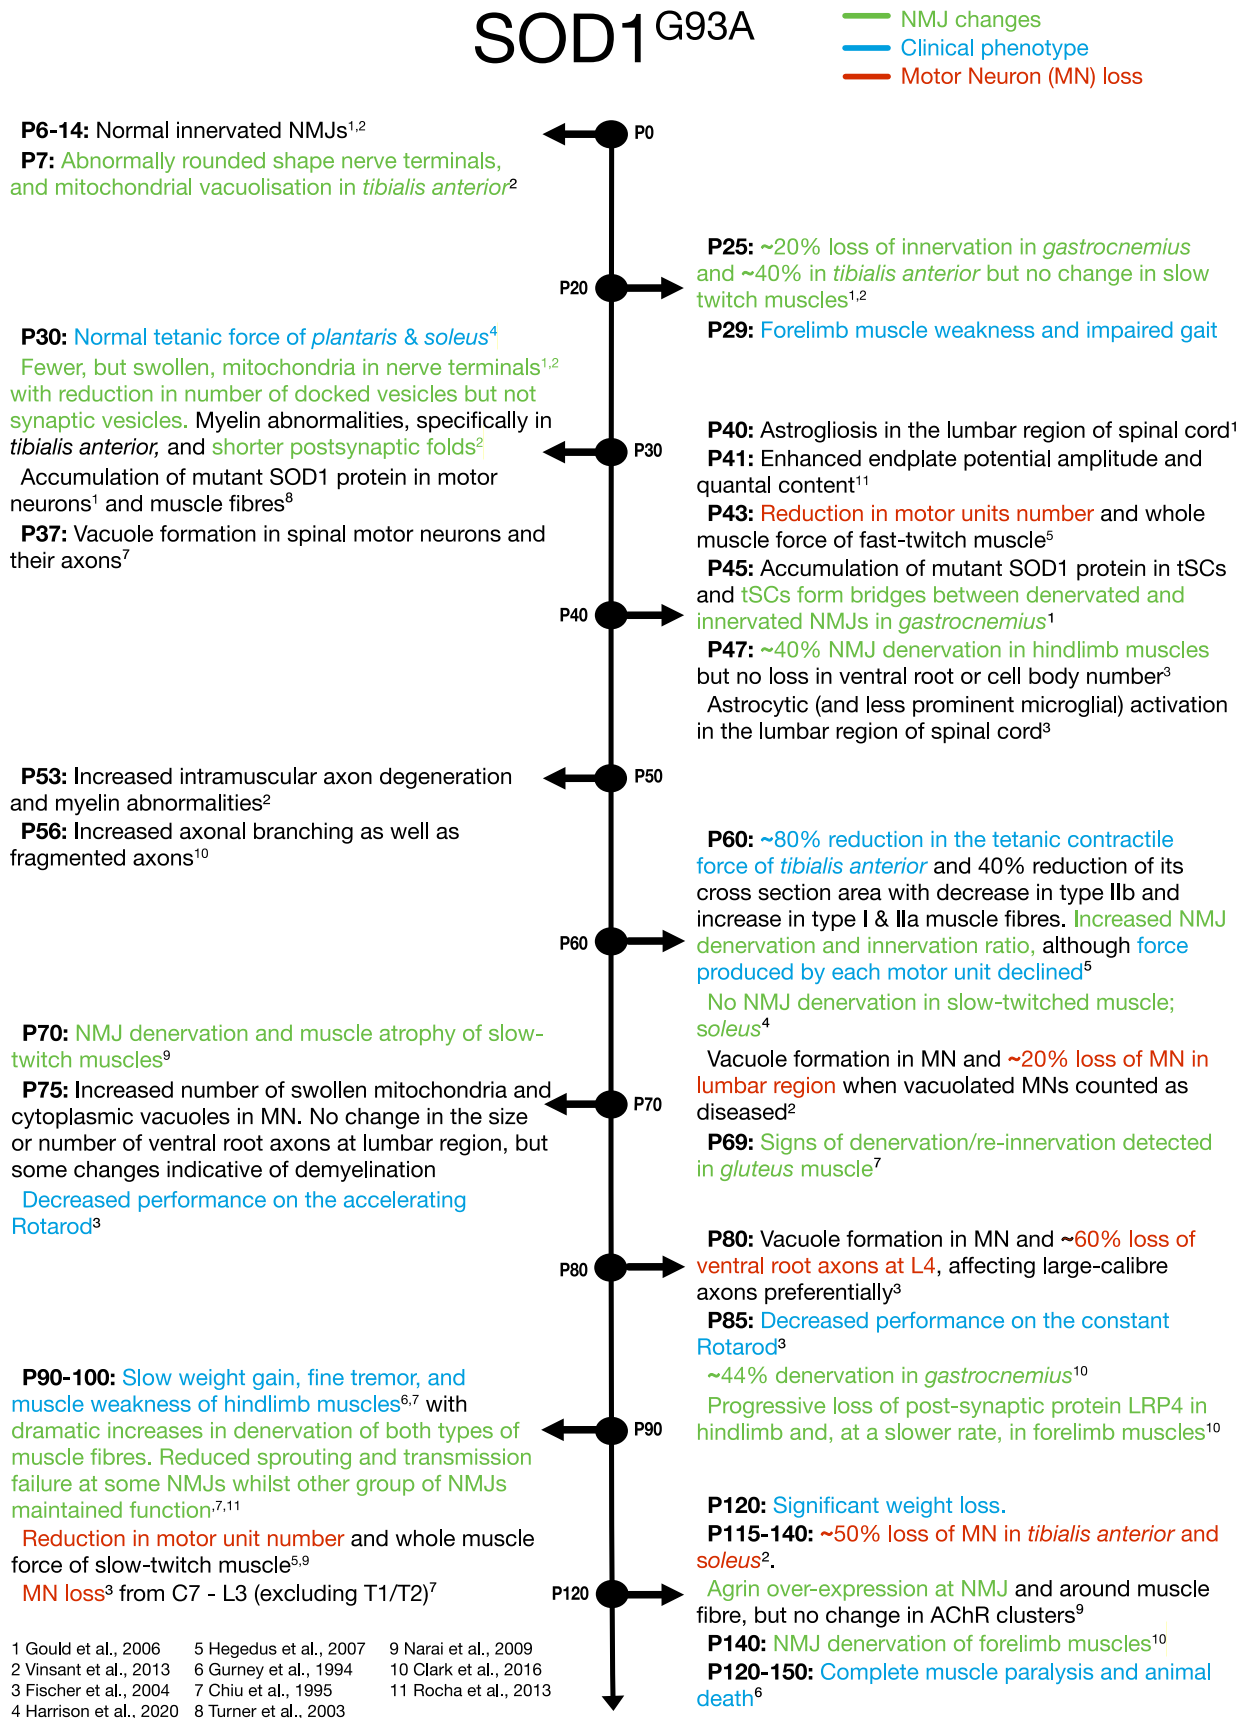 SOD1 G93A
NMJ changes
Clinical phenotype
Motor Neuron (MN) loss
P6-14: Normal innervated NMJs1,2
P7: Abnormally rounded shape nerve terminals,
and mitochondrial vacuolisation in tibialis anterior2
P0
P25: ~20% loss of innervation in gastrocnemius
and ~40% in tibialis anterior but no change in slow
twitch muscles1,2
P29: Forelimb muscle weakness and impaired gait
P20
P30: Normal tetanic force of plantaris & soleus4
Fewer, but swollen, mitochondria in nerve terminals1,2
with reduction in number of docked vesicles but not
synaptic vesicles. Myelin abnormalities, specifically in
tibialis anterior, and shorter postsynaptic folds2
Accumulation of mutant SOD1 protein in motor
neurons1 and muscle fibres8
P37: Vacuole formation in spinal motor neurons and
their axons7
P30
P40: Astrogliosis in the lumbar region of spinal cord1
P41: Enhanced endplate potential amplitude and
quantal content11
P43: Reduction in motor units number and whole
muscle force of fast-twitch muscle5
P45: Accumulation of mutant SOD1 protein in tSCs
and tSCs form bridges between denervated and
innervated NMJs in gastrocnemius1
P47: ~40% NMJ denervation in hindlimb muscles
but no loss in ventral root or cell body number3
Astrocytic (and less prominent microglial) activation
in the lumbar region of spinal cord3
P40
P53: Increased intramuscular axon degeneration
and myelin abnormalities2
P56: Increased axonal branching as well as
fragmented axons10
P50
P60: ~80% reduction in the tetanic contractile
force of tibialis anterior and 40% reduction of its
cross section area with decrease in type IIb and
increase in type I & IIa muscle fibres. Increased NMJ
denervation and innervation ratio, although force
produced by each motor unit declined5
No NMJ denervation in slow-twitched muscle;
soleus4
Vacuole formation in MN and ~20% loss of MN in
lumbar region when vacuolated MNs counted as
diseased2
P69: Signs of denervation/re-innervation detected
in gluteus muscle7
P60
P70: NMJ denervation and muscle atrophy of slow-
twitch muscles9
P75: Increased number of swollen mitochondria and
cytoplasmic vacuoles in MN. No change in the size
or number of ventral root axons at lumbar region, but
some changes indicative of demyelination
Decreased performance on the accelerating
Rotarod3
P70
P80: Vacuole formation in MN and ~60% loss of
ventral root axons at L4, affecting large-calibre
axons preferentially3
P85: Decreased performance on the constant
Rotarod3
~44% denervation in gastrocnemius10
Progressive loss of post-synaptic protein LRP4 in
hindlimb and, at a slower rate, in forelimb muscles10
P80
P90-100: Slow weight gain, fine tremor, and
muscle weakness of hindlimb muscles6,7 with
dramatic increases in denervation of both types of
muscle fibres. Reduced sprouting and transmission
failure at some NMJs whilst other group of NMJs
maintained function,7,11
Reduction in motor unit number and whole muscle
force of slow-twitch muscle5,9
MN loss3 from C7 - L3 (excluding T1/T2)7
P90
P120: Significant weight loss.
P115-140: ~50% loss of MN in tibialis anterior and
soleus2.
Agrin over-expression at NMJ and around muscle
fibre, but no change in AChR clusters9
P140: NMJ denervation of forelimb muscles10
P120-150: Complete muscle paralysis and animal
death6
P120
1 Gould et al., 2006
2 Vinsant et al., 2013
3 Fischer et al., 2004
4 Harrison et al., 2020
5 Hegedus et al., 2007
6 Gurney et al., 1994
7 Chiu et al., 1995
8 Turner et al., 2003
9 Narai et al., 2009
10 Clark et al., 2016
11 Rocha et al., 2013